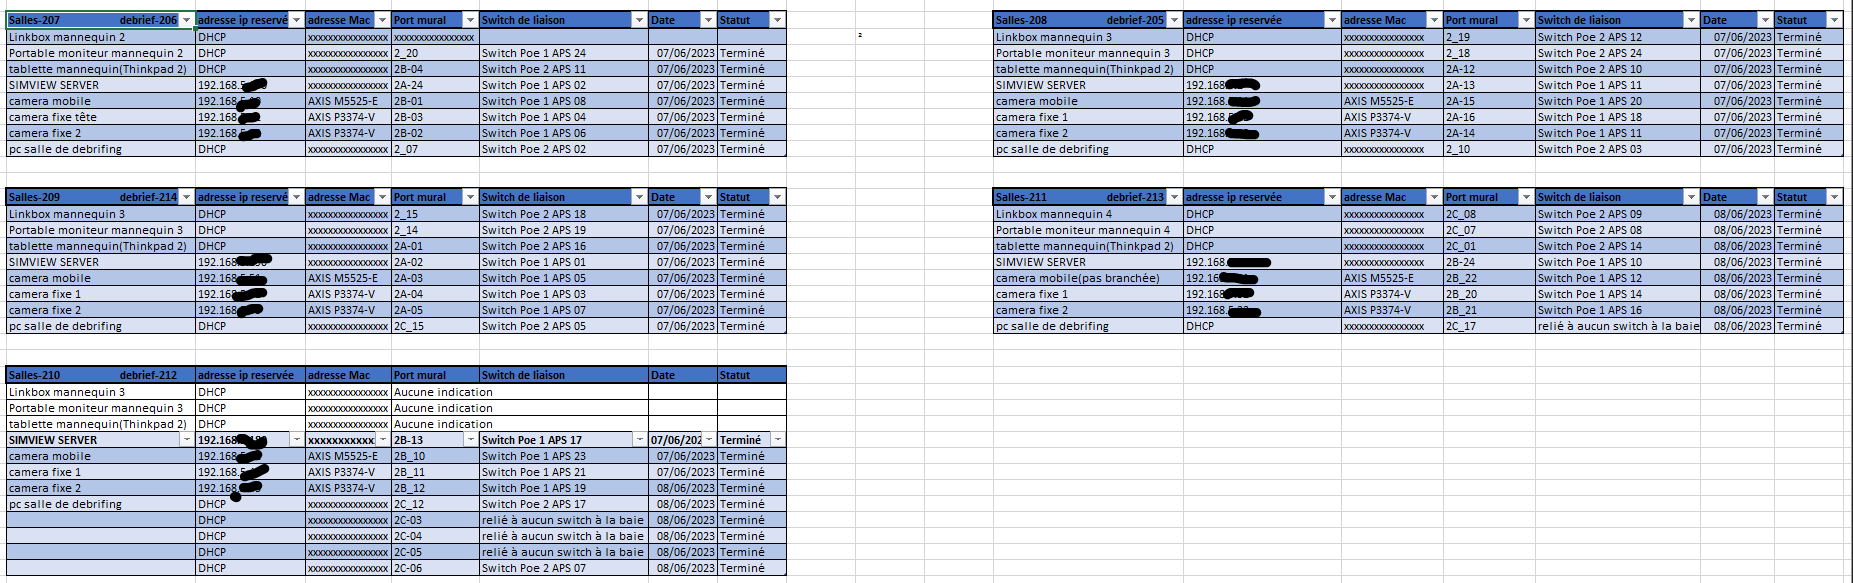 Salles-207 debrief-206 adresse ip reservé adresse Mac Port mural Switch de liaison Date Statut
Linkbox mannequin 2 DHCP xxxxxxxxxxxxxxx xxxxxxxxxxxxxxx
Portable moniteur mannequin 2 DHCP xxxxxxxxxxxxxxx 2_20 Switch Poe 1 APS 24 07/06/2023 Terminé
tablette mannequin(Thinkpad 2) DHCP xxxxxxxxxxxxxxx 2B-04 Switch Poe 2 APS 11 07/06/2023 Terminé
SIMVIEW SERVER 192.168. xxxxxxxxxxxxxxx 2A-24 Switch Poe 1 APS 02 07/06/2023 Terminé
camera mobile 192.168. AXIS M5525-E 2B-01 Switch Poe 1 APS 08 07/06/2023 Terminé
camera fixe tête 192.168. AXIS P3374-V 2B-03 Switch Poe 1 APS 04 07/06/2023 Terminé
camera fixe 2 192.168. AXIS P3374-V 2B-02 Switch Poe 1 APS 06 07/06/2023 Terminé
pc salle de debrifing DHCP xxxxxxxxxxxxxxx 2_07 Switch Poe 2 APS 02 07/06/2023 Terminé
²
Salles-208 debrief-205 adresse ip reservée adresse Mac Port mural Switch de liaison Date Statut
Linkbox mannequin 3 DHCP xxxxxxxxxxxxxxx 2_19 Switch Poe 2 APS 12 07/06/2023 Terminé
Portable moniteur mannequin 3 DHCP xxxxxxxxxxxxxxx 2_18 Switch Poe 2 APS 24 07/06/2023 Terminé
tablette mannequin(Thinkpad 2) DHCP xxxxxxxxxxxxxxx 2A-12 Switch Poe 2 APS 10 07/06/2023 Terminé
SIMVIEW SERVER 192.168. xxxxxxxxxxxxxxx 2A-13 Switch Poe 1 APS 11 07/06/2023 Terminé
camera mobile 192.168. AXIS M5525-E 2A-15 Switch Poe 1 APS 20 07/06/2023 Terminé
camera fixe 1 192.168. AXIS P3374-V 2A-16 Switch Poe 1 APS 18 07/06/2023 Terminé
camera fixe 2 192.168. AXIS P3374-V 2A-14 Switch Poe 1 APS 11 07/06/2023 Terminé
pc salle de debrifing DHCP xxxxxxxxxxxxxxx 2_10 Switch Poe 2 APS 03 07/06/2023 Terminé
Salles-209 debrief-214 adresse ip reservé adresse Mac Port mural Switch de liaison Date Statut
Linkbox mannequin 3 DHCP xxxxxxxxxxxxxxx 2_15 Switch Poe 2 APS 18 07/06/2023 Terminé
Portable moniteur mannequin 3 DHCP xxxxxxxxxxxxxxx 2_14 Switch Poe 2 APS 19 07/06/2023 Terminé
tablette mannequin(Thinkpad 2) DHCP xxxxxxxxxxxxxxx 2A-01 Switch Poe 2 APS 16 07/06/2023 Terminé
SIMVIEW SERVER 192.168. xxxxxxxxxxxxxxx 2A-02 Switch Poe 1 APS 01 07/06/2023 Terminé
camera mobile 192.168. AXIS M5525-E 2A-03 Switch Poe 1 APS 05 07/06/2023 Terminé
camera fixe 1 192.168. AXIS P3374-V 2A-04 Switch Poe 1 APS 03 07/06/2023 Terminé
camera fixe 2 192.168. AXIS P3374-V 2A-05 Switch Poe 1 APS 07 07/06/2023 Terminé
pc salle de debrifing DHCP xxxxxxxxxxxxxxx 2C_15 Switch Poe 2 APS 05 07/06/2023 Terminé
Salles-211 debrief-213 adresse ip reservée adresse Mac Port mural Switch de liaison Date Statut
Linkbox mannequin 4 DHCP xxxxxxxxxxxxxxx 2C_08 Switch Poe 2 APS 09 08/06/2023 Terminé
Portable moniteur mannequin 4 DHCP xxxxxxxxxxxxxxx 2C_07 Switch Poe 2 APS 08 08/06/2023 Terminé
tablette mannequin(Thinkpad 2) DHCP xxxxxxxxxxxxxxx 2C_01 Switch Poe 2 APS 14 08/06/2023 Terminé
SIMVIEW SERVER 192.168. xxxxxxxxxxxxxxx 2B-24 Switch Poe 1 APS 10 08/06/2023 Terminé
camera mobile(pas branchée) 192.16 AXIS M5525-E 2B_22 Switch Poe 1 APS 12 08/06/2023 Terminé
camera fixe 1 192.168 AXIS P3374-V 2B_20 Switch Poe 1 APS 14 08/06/2023 Terminé
camera fixe 2 192.168. AXIS P3374-V 2B_21 Switch Poe 1 APS 16 08/06/2023 Terminé
pc salle de debrifing DHCP xxxxxxxxxxxxxxx 2C_17 relié à aucun switch à la baie 08/06/2023 Terminé
Salles-210 debrief-212 adresse ip reservée adresse Mac Port mural Switch de liaison Date Statut
Linkbox mannequin 3 DHCP xxxxxxxxxxxxxxx Aucune indication
Portable moniteur mannequin 3 DHCP xxxxxxxxxxxxxxx Aucune indication
tablette mannequin(Thinkpad 2) DHCP xxxxxxxxxxxxxxx Aucune indication
SIMVIEW SERVER 192.168. xxxxxxxxxxx 2B-13 Switch Poe 1 APS 17 07/06/202 Terminé
camera mobile 192.168. AXIS M5525-E 2B_10 Switch Poe 1 APS 23 07/06/2023 Terminé
camera fixe 1 192.168. AXIS P3374-V 2B_11 Switch Poe 1 APS 21 07/06/2023 Terminé
camera fixe 2 192.168. AXIS P3374-V 2B_12 Switch Poe 1 APS 19 08/06/2023 Terminé
pc salle de debrifing DHCP xxxxxxxxxxxxxxx 2C_12 Switch Poe 2 APS 17 08/06/2023 Terminé
DHCP xxxxxxxxxxxxxxx 2C-03 relié à aucun switch à la baie 08/06/2023 Terminé
DHCP xxxxxxxxxxxxxxx 2C-04 relié à aucun switch à la baie 08/06/2023 Terminé
DHCP xxxxxxxxxxxxxxx 2C-05 relié à aucun switch à la baie 08/06/2023 Terminé
DHCP xxxxxxxxxxxxxxx 2C-06 Switch Poe 2 APS 07 08/06/2023 Terminé